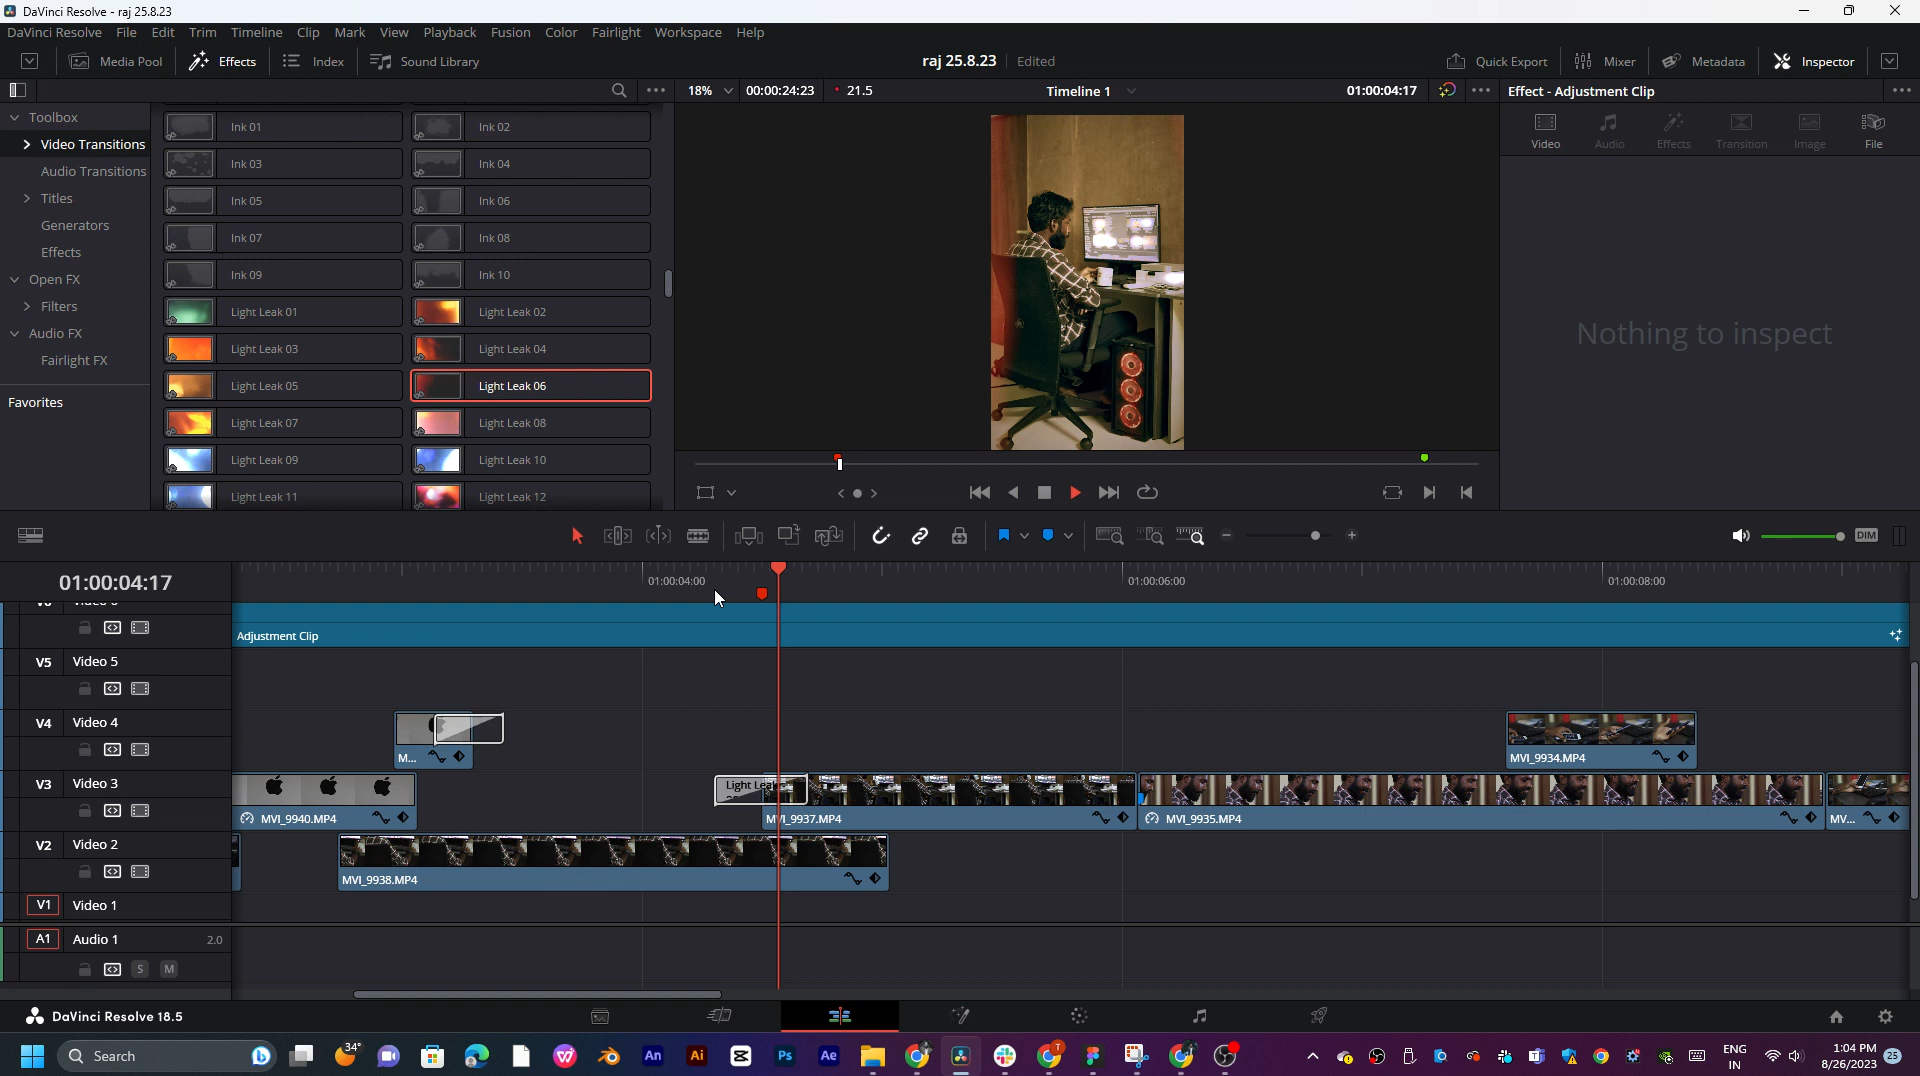 DaVinci Resolve - raj 25.8.23
DaVinci Resolve File Edit Trim Timeline Clip Mark View Playback Fusion Color Fairlight Workspace Help
Media Pool Effects Index Sound Library raj 25.8.23 Edited Quick Export Mixer Metadata Inspector
18% 00:00:24:23 21.5 Timeline 1 01:00:04:17 Effect - Adjustment Clip
Toolbox
Video Transitions
Audio Transitions
Titles
Generators
Effects
Open FX
Filters
Audio FX
Fairlight FX
Favorites
Ink 01 Ink 02
Ink 03 Ink 04
Ink 05 Ink 06
Ink 07 Ink 08
Ink 09 Ink 10
Light Leak 01 Light Leak 02
Light Leak 03 Light Leak 04
Light Leak 05 Light Leak 06
Light Leak 07 Light Leak 08
Light Leak 09 Light Leak 10
Light Leak 11 Light Leak 12
Video Audio Effects Transition Image File
Nothing to inspect
DIM
01:00:04:17 01:00:04:00 01:00:06:00 01:00:08:00
Adjustment Clip
V5 Video 5
V4 Video 4
M... MVI_9934.MP4
V3 Video 3
Light Lea
MVI_9940.MP4 MVI_9937.MP4 MVI_9935.MP4 MV...
V2 Video 2
MVI_9938.MP4
V1 Video 1
A1 Audio 1 2.0
S M
DaVinci Resolve 18.5
34° Search An Ai Ps Ae T ENG
IN
1:04 PM
8/26/2023 25